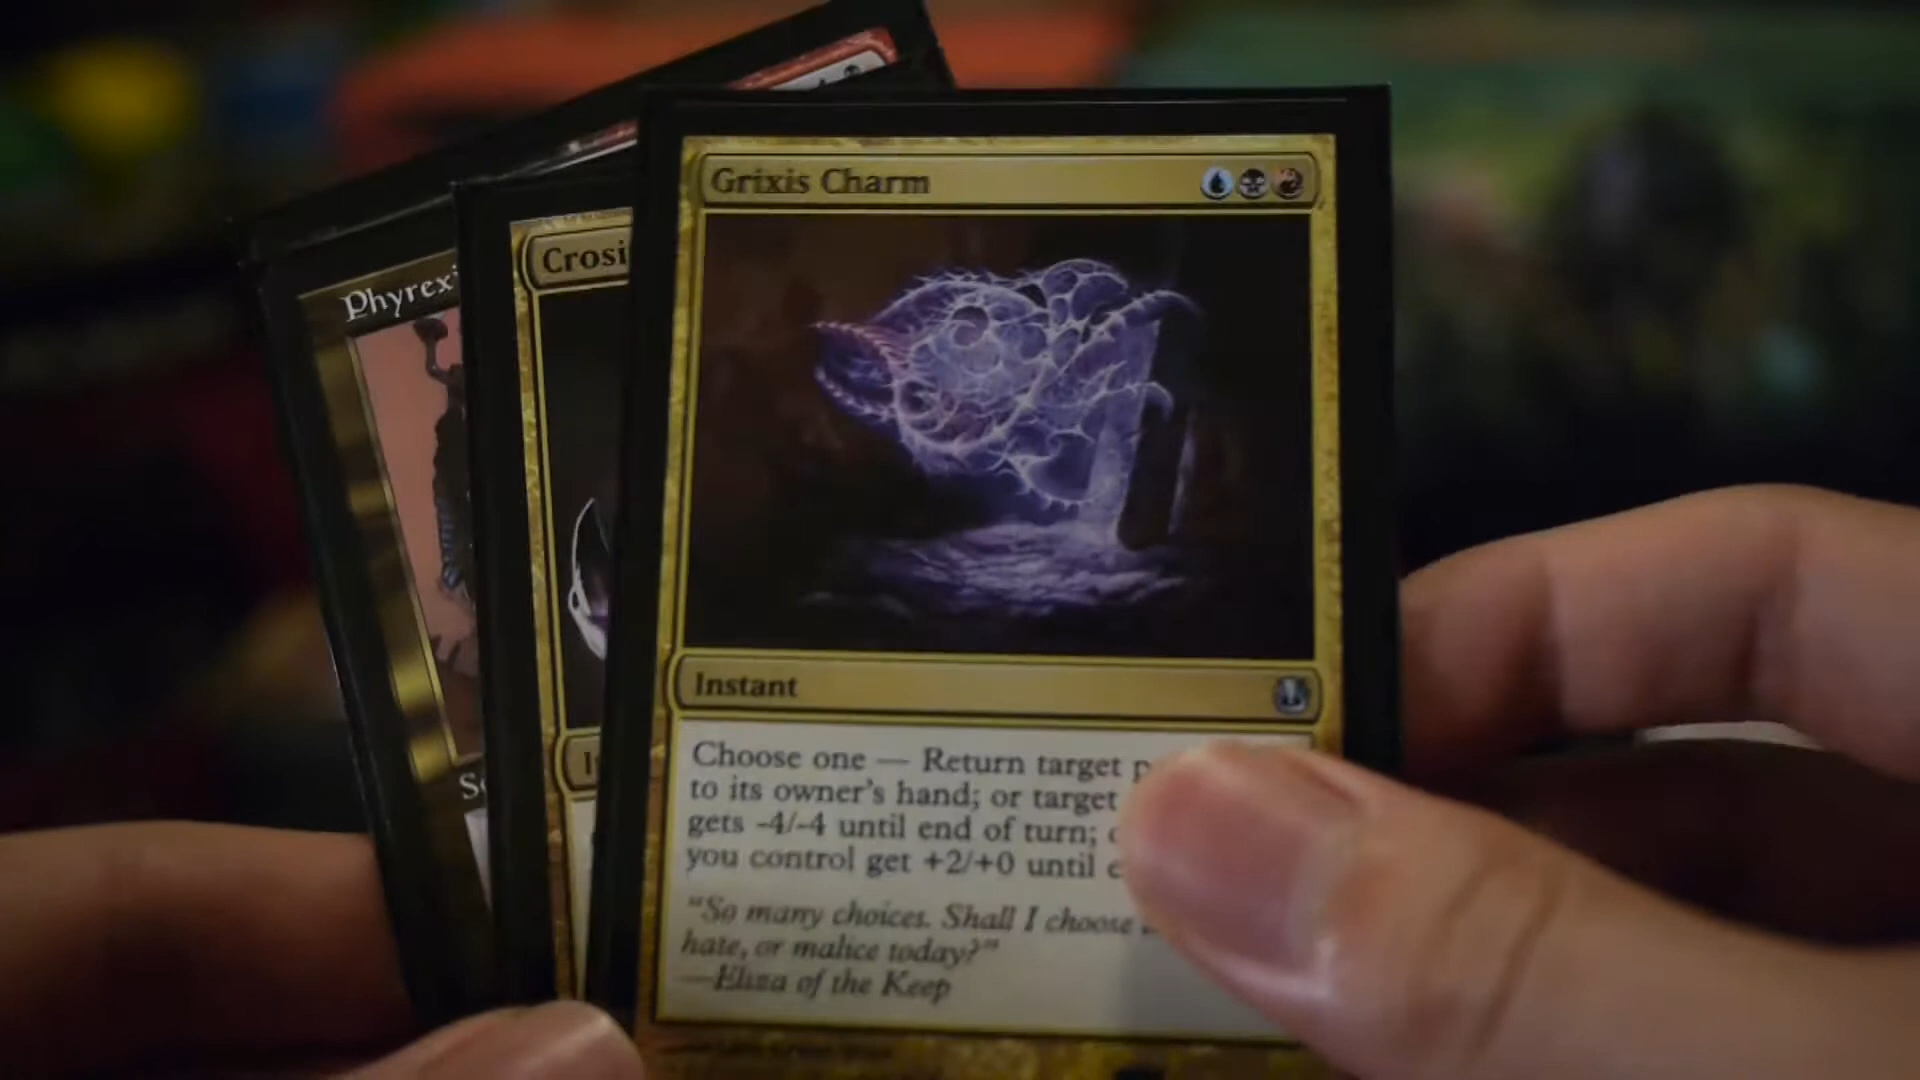 Grixis Charm
Crosi
Phyrexi
Instant
Choose one — Return target p
to its owner's hand; or target
gets -4/-4 until end of turn;
you control get +2/+0 until e
"So many choices. Shall I choose
hate, or malice today?"
—Eliza of the Keep